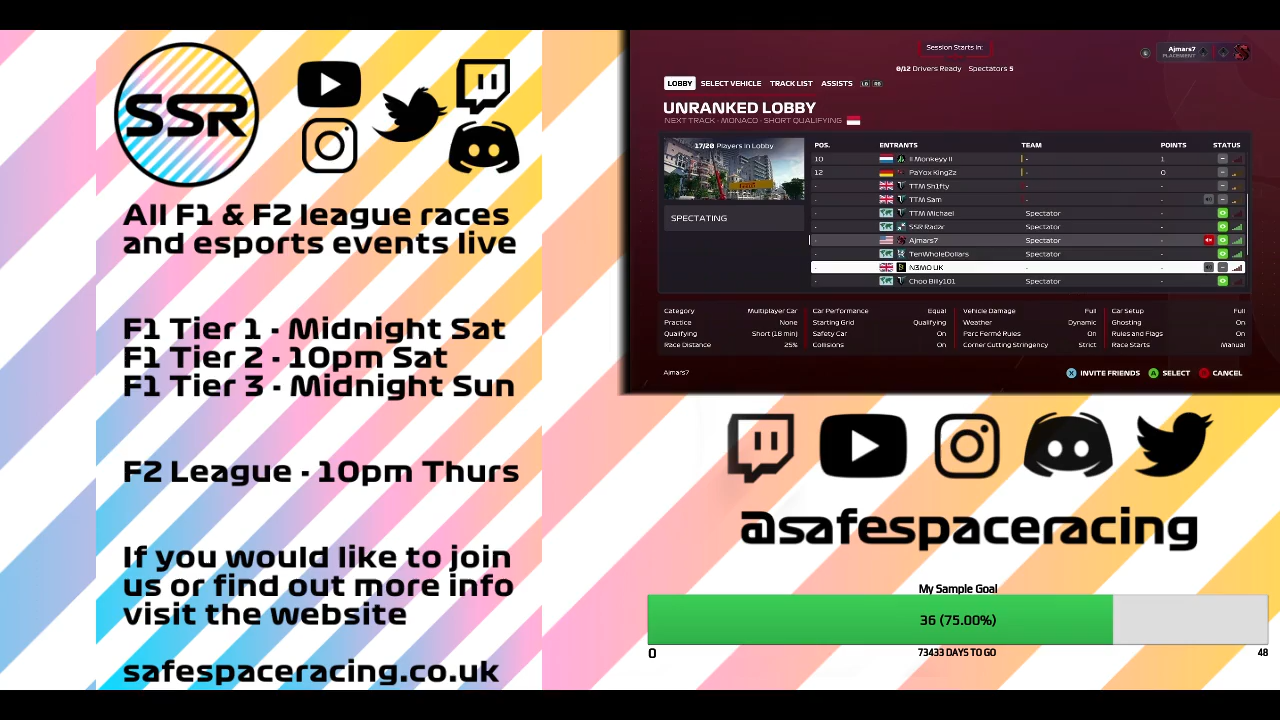 SSR
All F1 & F2 league races
and esports events live
F1 Tier 1 - Midnight Sat
F1 Tier 2 - 10pm Sat
F1 Tier 3 - Midnight Sun
F2 League - 10pm Thurs
If you would like to join
us or find out more info
visit the website
safespaceracing.co.uk
Session Starts in:
0/12 Drivers Ready Spectators 5
Ajmars7
PLACEMENT
LOBBY SELECT VEHICLE TRACK LIST ASSISTS LB RB
UNRANKED LOBBY
NEXT TRACK - MONACO - SHORT QUALIFYING
17/20 Players In Lobby
SPECTATING
POS. ENTRANTS TEAM POINTS STATUS
10 II Monkeyy II - 1
12 PaYox King2z - 0
- TTM Sh1fty - -
- TTM Sam - -
- TTM Michael Spectator -
- SSR Radar Spectator -
- Ajmars7 Spectator -
- TenWholeDollars Spectator -
- N3MO UK - -
- Choo Billy101 Spectator -
Category Multiplayer Car Car Performance Equal Vehicle Damage Full Car Setup Full
Practice None Starting Grid Qualifying Weather Dynamic Ghosting On
Qualifying Short (18 min) Safety Car On Parc Fermé Rules On Rules and Flags On
Race Distance 25% Collisions On Corner Cutting Stringency Strict Race Starts Manual
Ajmars7
X INVITE FRIENDS A SELECT CANCEL
@safespaceracing
My Sample Goal
36 (75.00%)
0 73433 DAYS TO GO 48